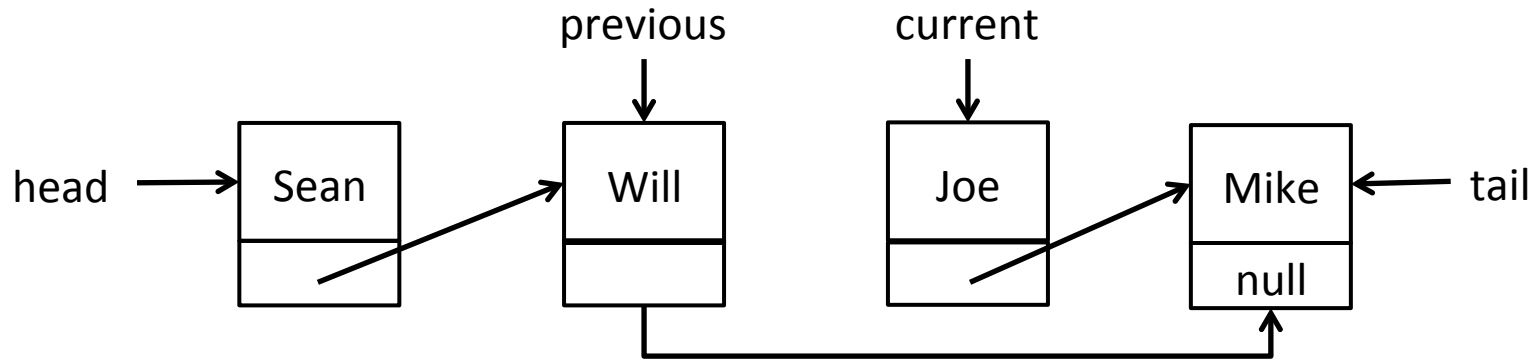 previous
current
head
Sean
Will
Joe
Mike
tail
null